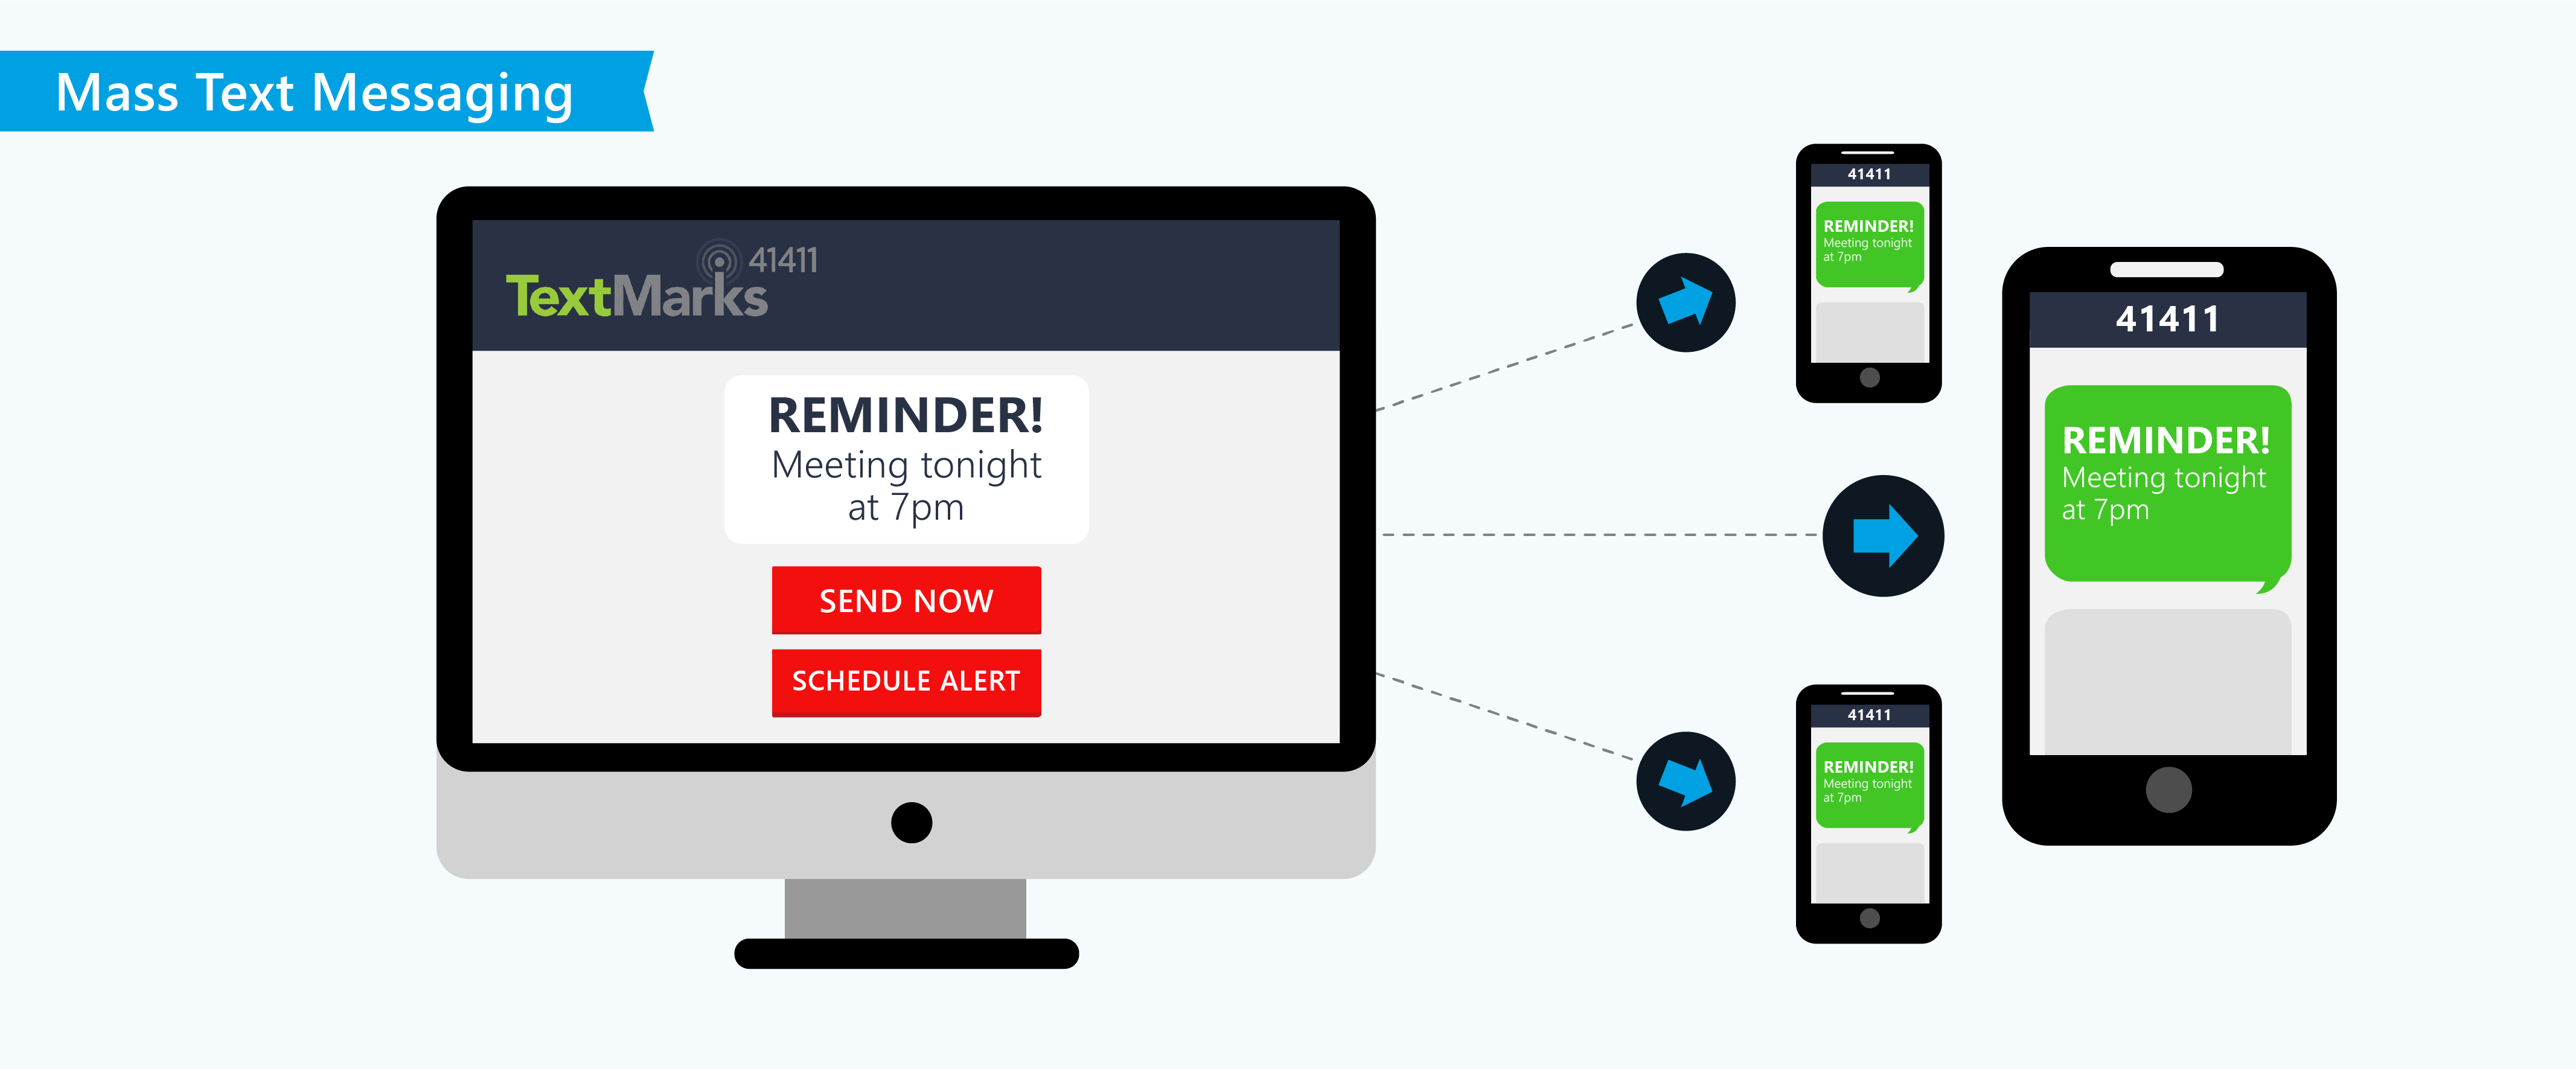 Mass Text Messaging
41411
TextMarks
REMINDER!
Meeting tonight
at 7pm
SEND NOW
SCHEDULE ALERT
41411
REMINDER!
Meeting tonight
at 7pm
41411
REMINDER!
Meeting tonight
at 7pm
41411
REMINDER!
Meeting tonight
at 7pm